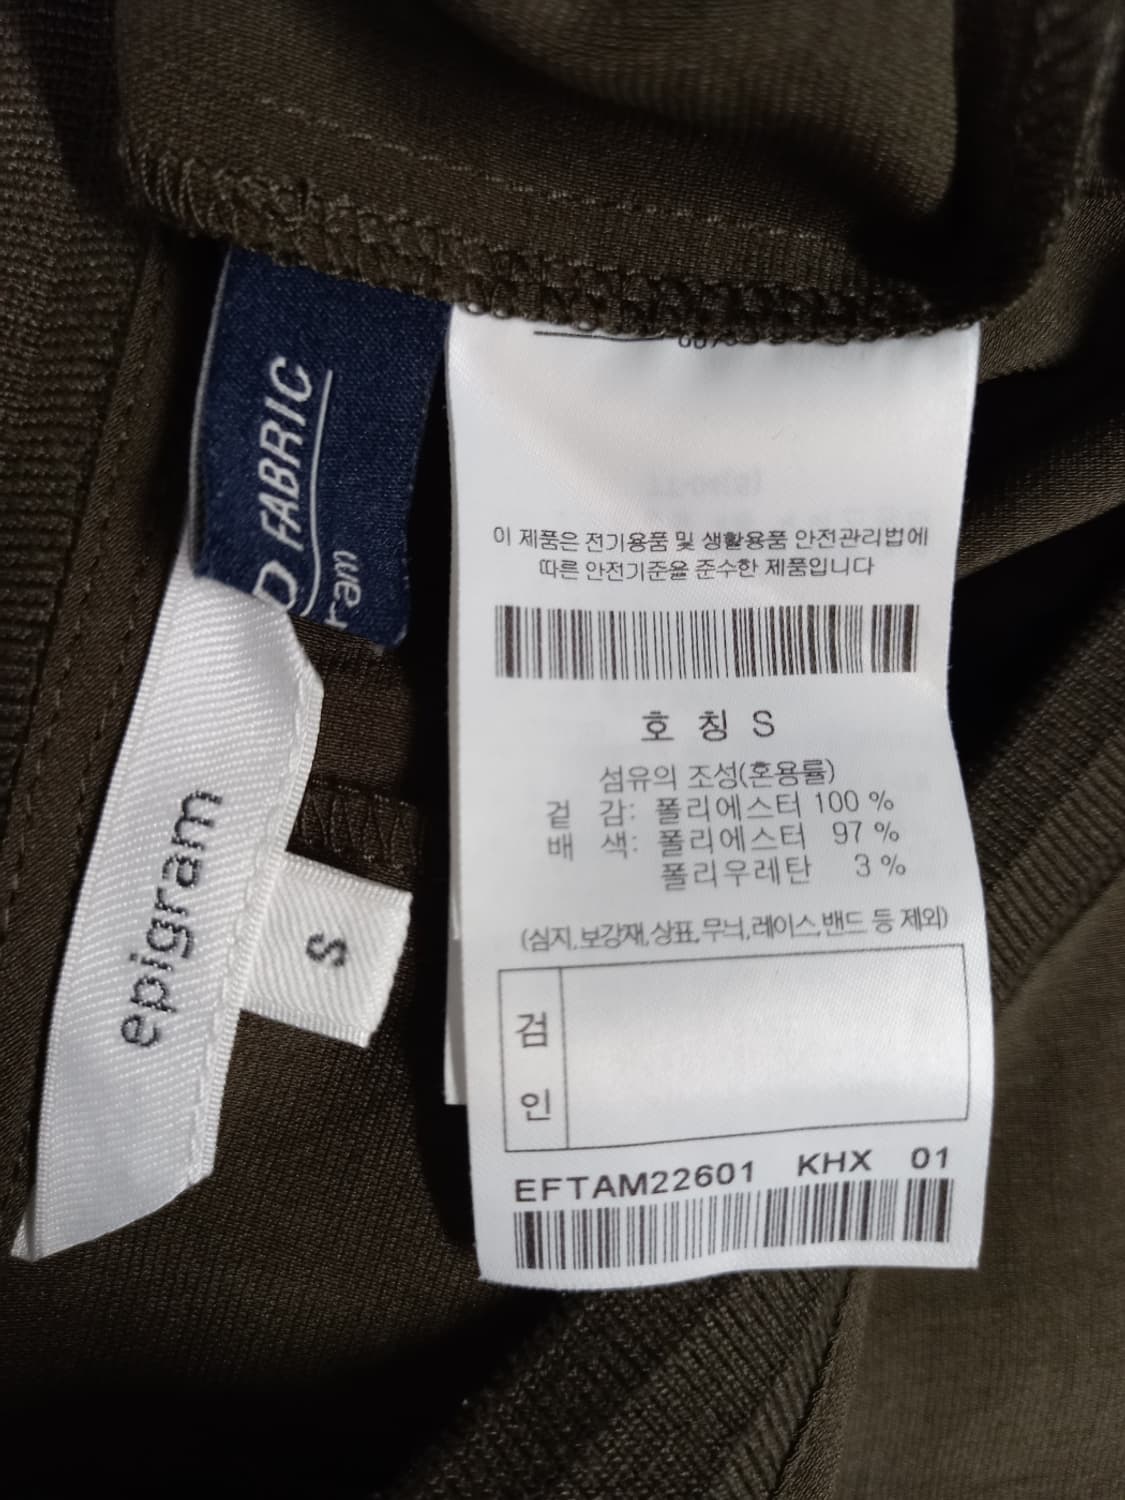 FABRIC
ram
epigram
S
이 제품은 전기용품 및 생활용품 안전관리법에
따른 안전기준을 준수한 제품입니다
호 칭 S
섬유의 조성(혼용률)
겉 감: 폴리에스터 100 %
배 색: 폴리에스터 97 %
폴리우레탄 3 %
(심지,보강재,상표,무늬,레이스,밴드 등 제외)
검
인
EFTAM22601 KHX 01